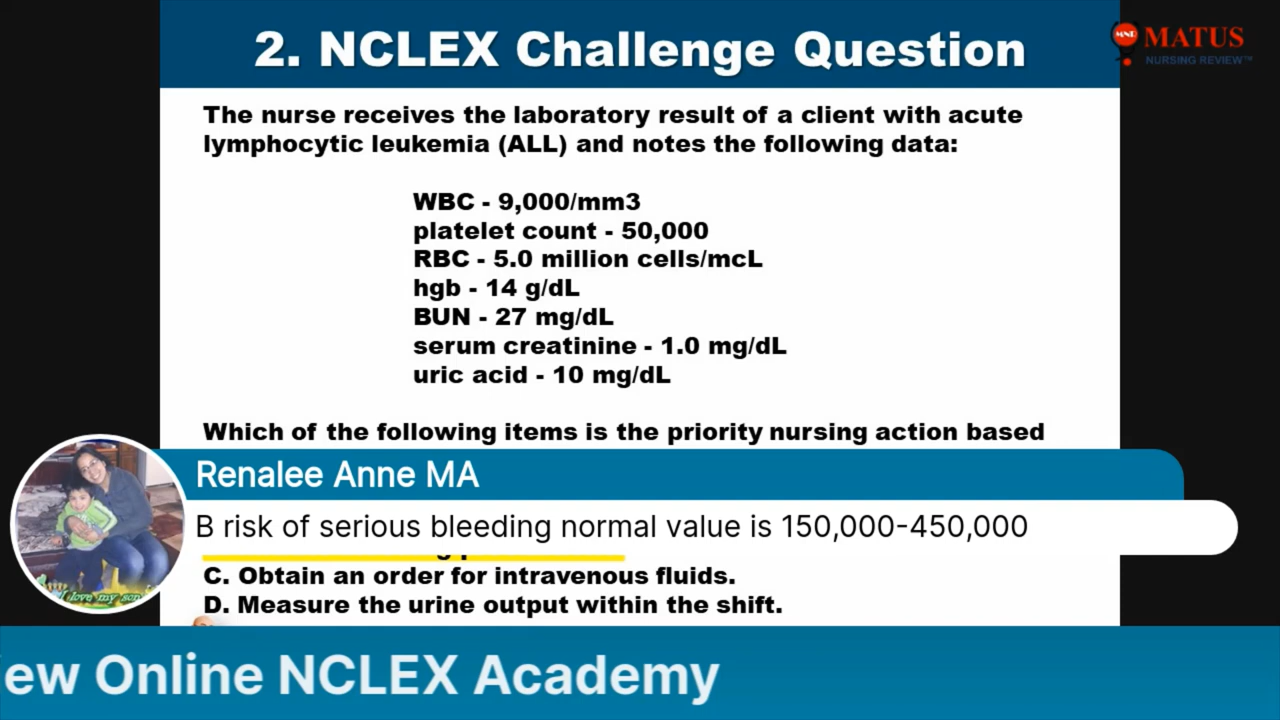 2. NCLEX Challenge Question
MNR MATUS
NURSING REVIEW™
The nurse receives the laboratory result of a client with acute
lymphocytic leukemia (ALL) and notes the following data:
WBC - 9,000/mm3
platelet count - 50,000
RBC - 5.0 million cells/mcL
hgb - 14 g/dL
BUN - 27 mg/dL
serum creatinine - 1.0 mg/dL
uric acid - 10 mg/dL
Which of the following items is the priority nursing action based
Renalee Anne MA
B risk of serious bleeding normal value is 150,000-450,000
C. Obtain an order for intravenous fluids.
D. Measure the urine output within the shift.
I love my son
ew Online NCLEX Academy